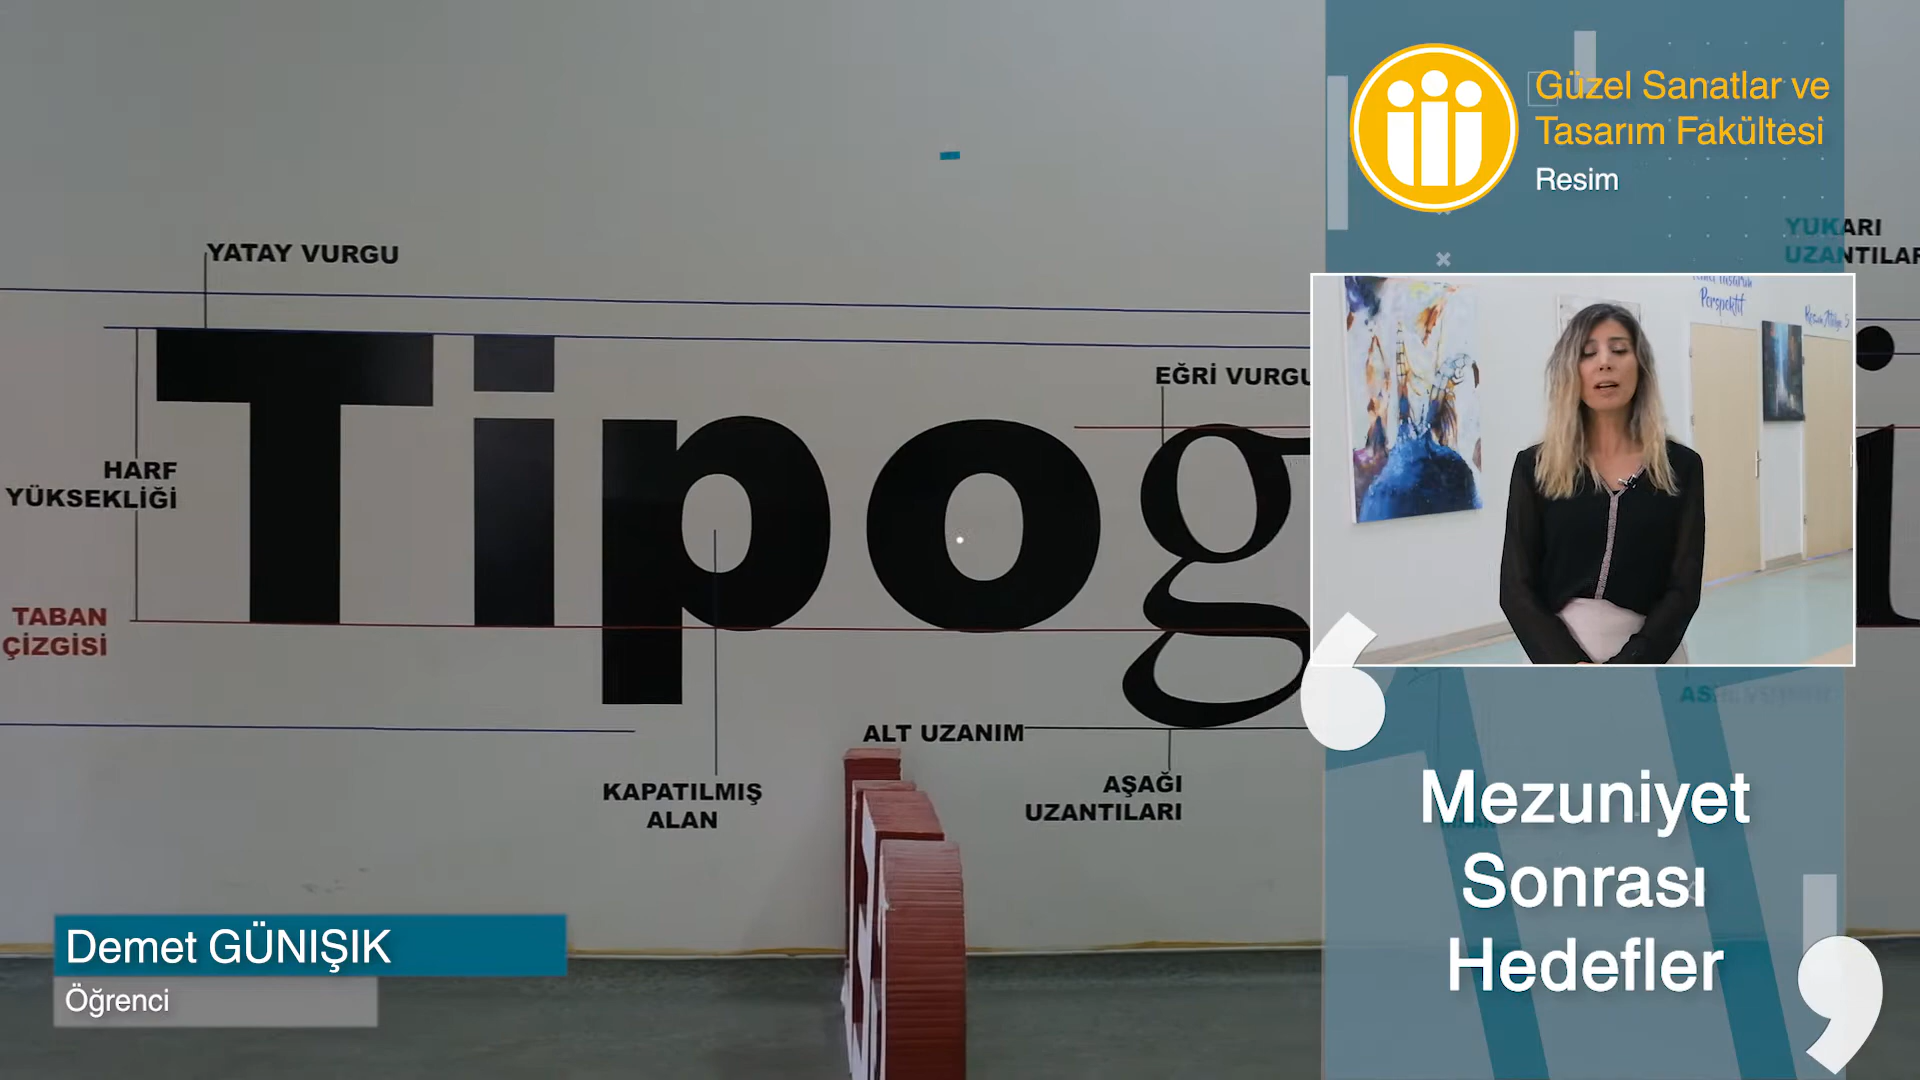 Güzel Sanatlar ve
Tasarım Fakültesi
Resim
YUKARI
UZANTILAR
YATAY VURGU
EĞRİ VURGU
HARF
YÜKSEKLİĞİ
Tipog
TABAN
ÇİZGİSİ
Perspektif
ALT UZANIM
KAPATILMIŞ
ALAN
AŞAĞI
UZANTILARI
Mezuniyet
Sonrası
Hedefler
Demet GÜNIŞIK
Öğrenci